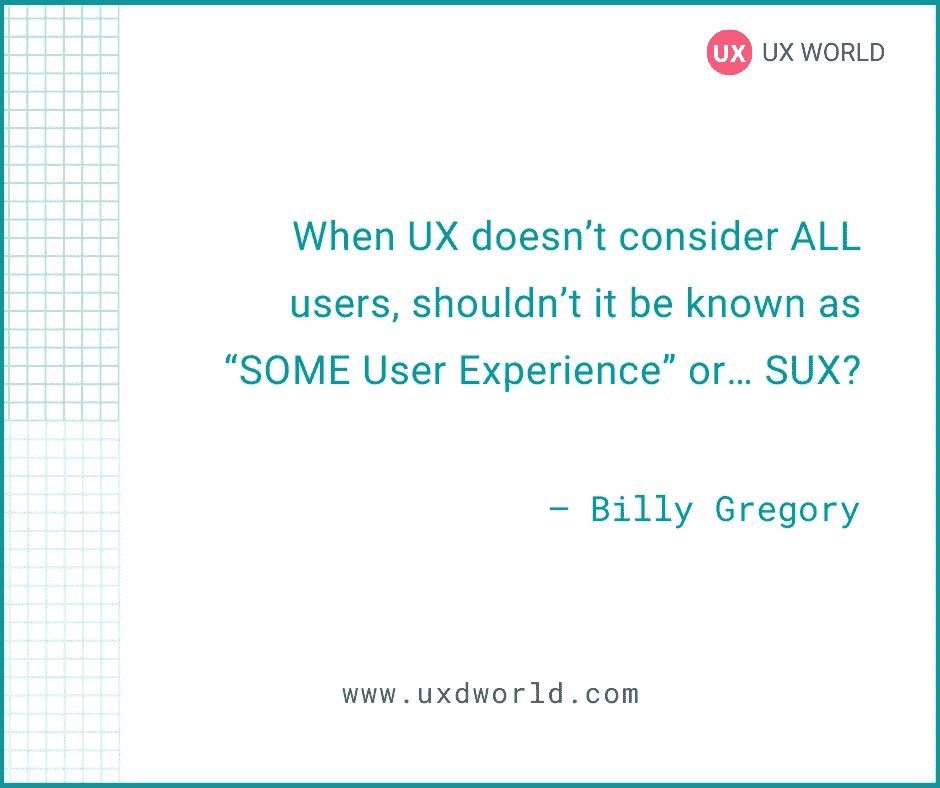 UX UX WORLD
When UX doesn’t consider ALL
users, shouldn’t it be known as
“SOME User Experience” or… SUX?
– Billy Gregory
www.uxdworld.com